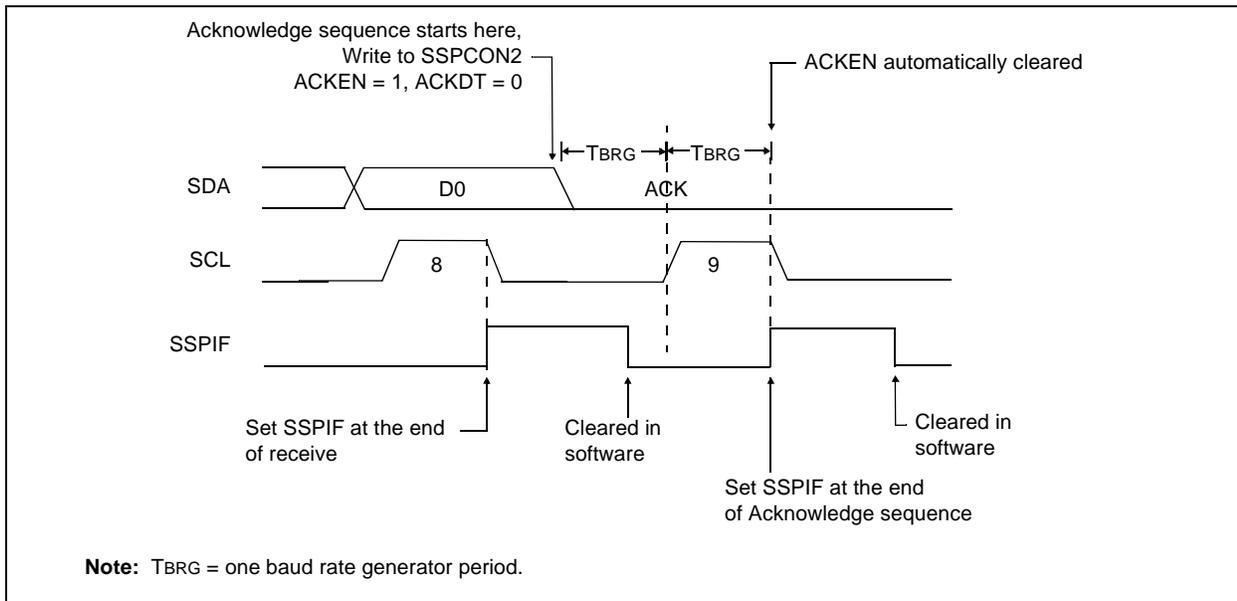 Acknowledge sequence starts here,
Write to SSPCON2
ACKEN = 1, ACKDT = 0
ACKEN automatically cleared
TBRG
TBRG
SDA
D0
ACK
SCL
8
9
SSPIF
Set SSPIF at the end
of receive
Cleared in
software
Cleared in
software
Set SSPIF at the end
of Acknowledge sequence
Note: TBRG = one baud rate generator period.